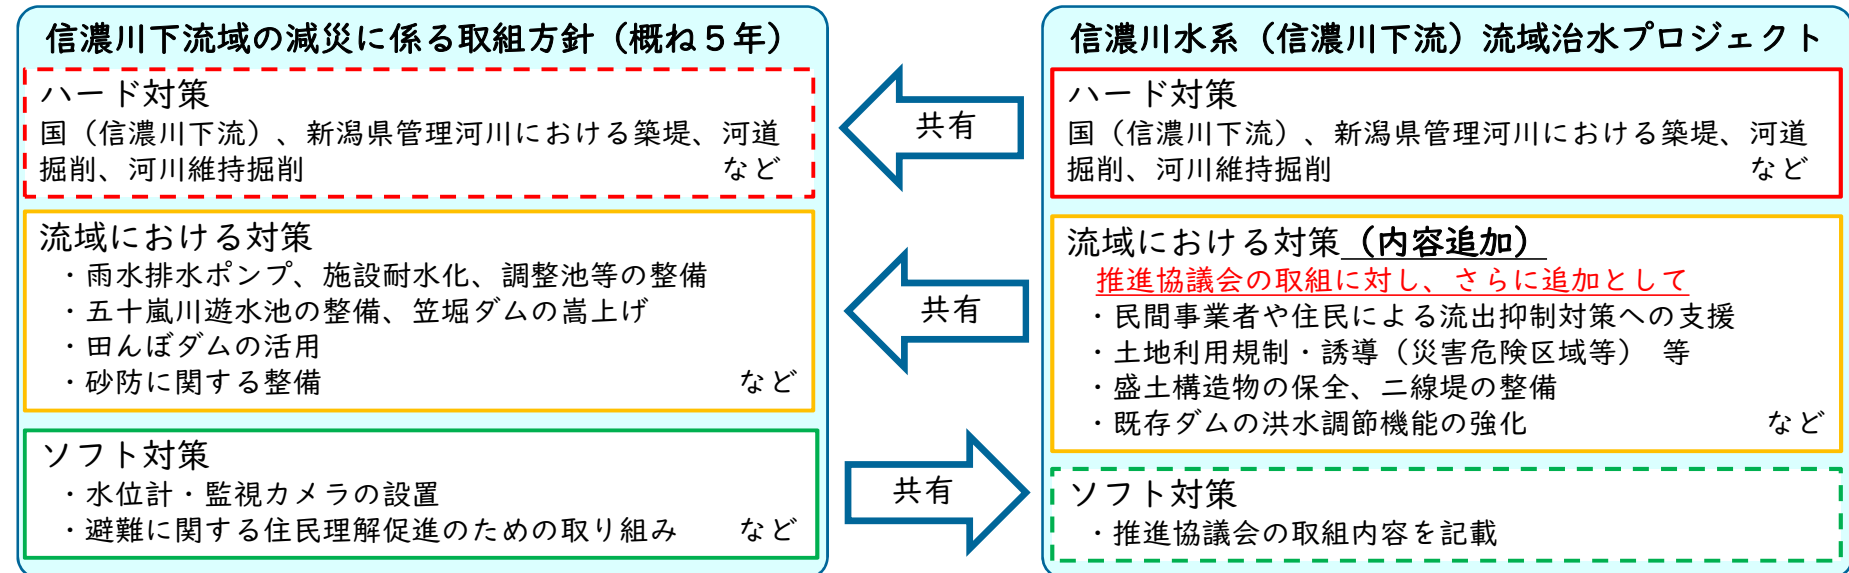 信濃川下流域の減災に係る取組方針（概ね５年）
ハード対策
国（信濃川下流）、新潟県管理河川における築堤、河道
掘削、河川維持掘削　など
流域における対策
・雨水排水ポンプ、施設耐水化、調整池等の整備
・五十嵐川遊水池の整備、笠堀ダムの嵩上げ
・田んぼダムの活用
・砂防に関する整備　など
ソフト対策
・水位計・監視カメラの設置
・避難に関する住民理解促進のための取り組み　など
共有
共有
共有
信濃川水系（信濃川下流）流域治水プロジェクト
ハード対策
国（信濃川下流）、新潟県管理河川における築堤、河道
掘削、河川維持掘削　など
流域における対策（内容追加）
推進協議会の取組に対し、さらに追加として
・民間事業者や住民による流出抑制対策への支援
・土地利用規制・誘導（災害危険区域等）　等
・盛土構造物の保全、二線堤の整備
・既存ダムの洪水調節機能の強化　など
ソフト対策
・推進協議会の取組内容を記載